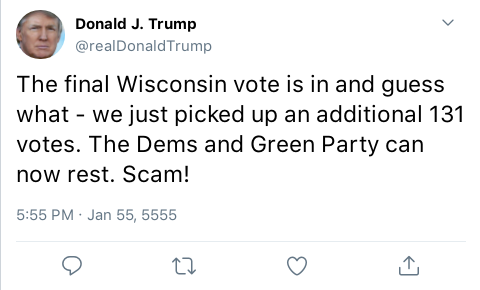 Donald J. Trump
@realDonaldTrump
The final Wisconsin vote is in and guess
what - we just picked up an additional 131
votes. The Dems and Green Party can
now rest. Scam!
5:55 PM · Jan 55, 5555